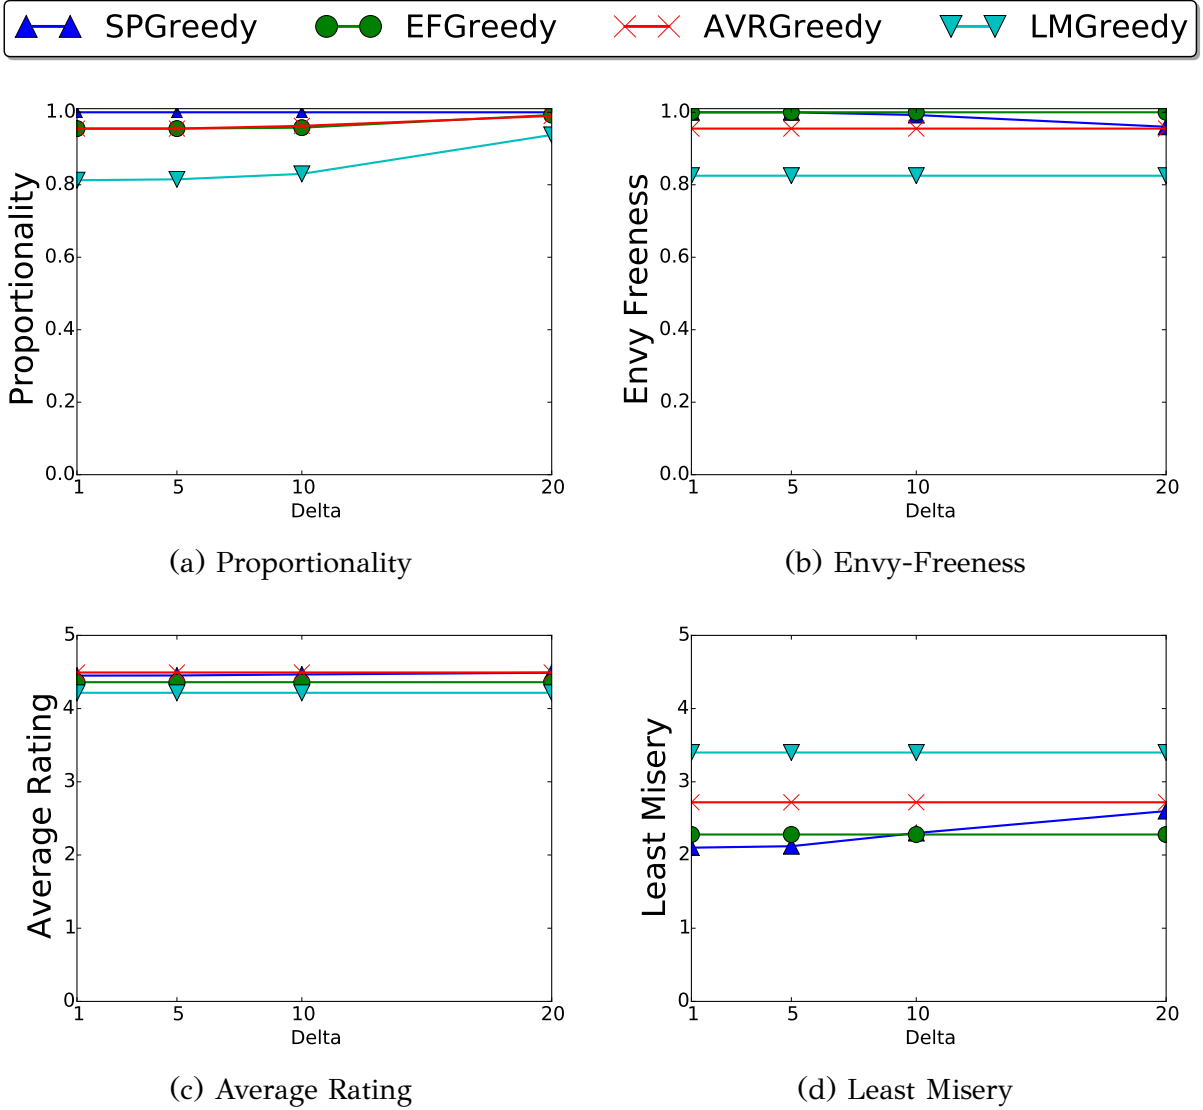 SPGreedy EFGreedy AVRGreedy LMGreedy
Proportionality
1.0
0.8
0.6
0.4
0.2
0.0
1 5 10 20
Delta
(a) Proportionality
Envy Freeness
1.0
0.8
0.6
0.4
0.2
0.0
1 5 10 20
Delta
(b) Envy-Freeness
Average Rating
5
4
3
2
1
0
1 5 10 20
Delta
(c) Average Rating
Least Misery
5
4
3
2
1
0
1 5 10 20
Delta
(d) Least Misery